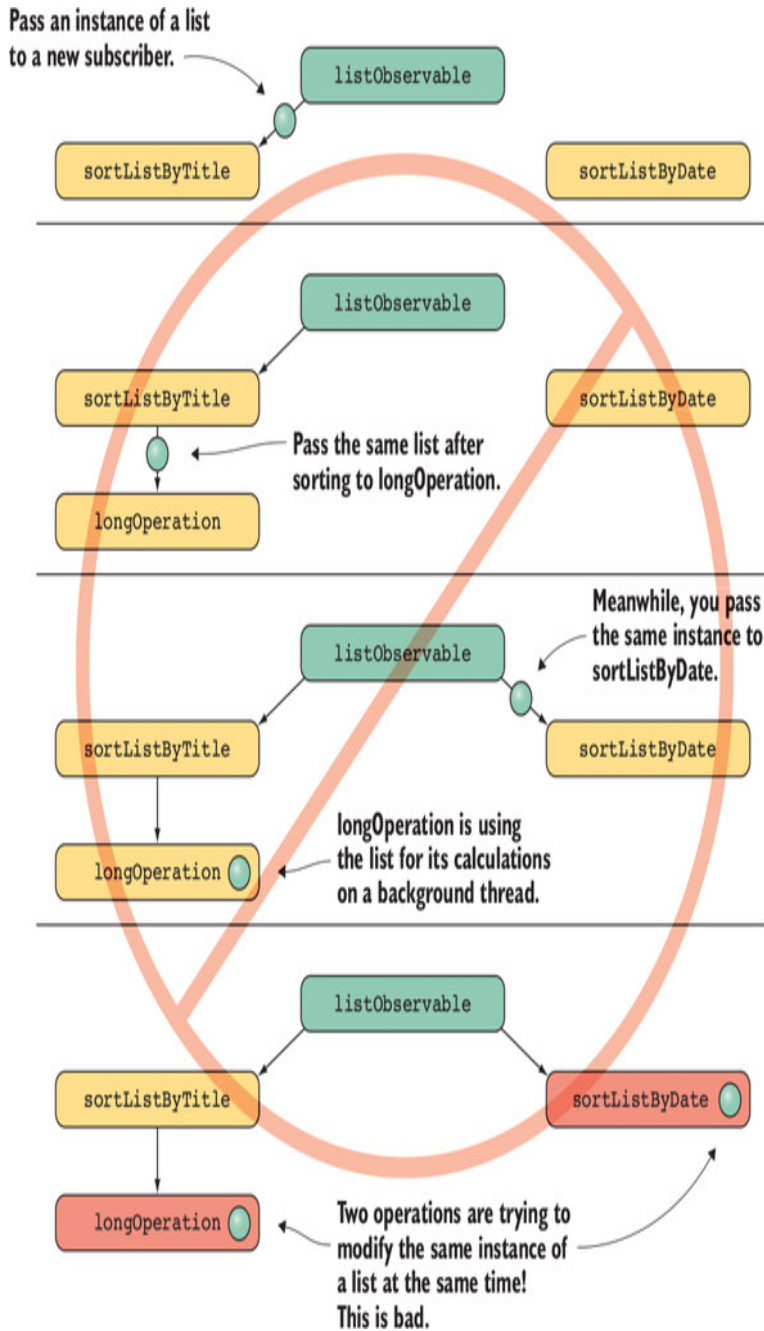 Pass an instance of a list
to a new subscriber.
listObservable
sortListByTitle
sortListByDate
listObservable
sortListByTitle
sortListByDate
Pass the same list after
sorting to longOperation.
longOperation
Meanwhile, you pass
the same instance to
sortListByDate.
listObservable
sortListByTitle
sortListByDate
longOperation is using
the list for its calculations
on a background thread.
longOperation
listObservable
sortListByTitle
sortListByDate
longOperation
Two operations are trying to
modify the same instance of
a list at the same time!
This is bad.